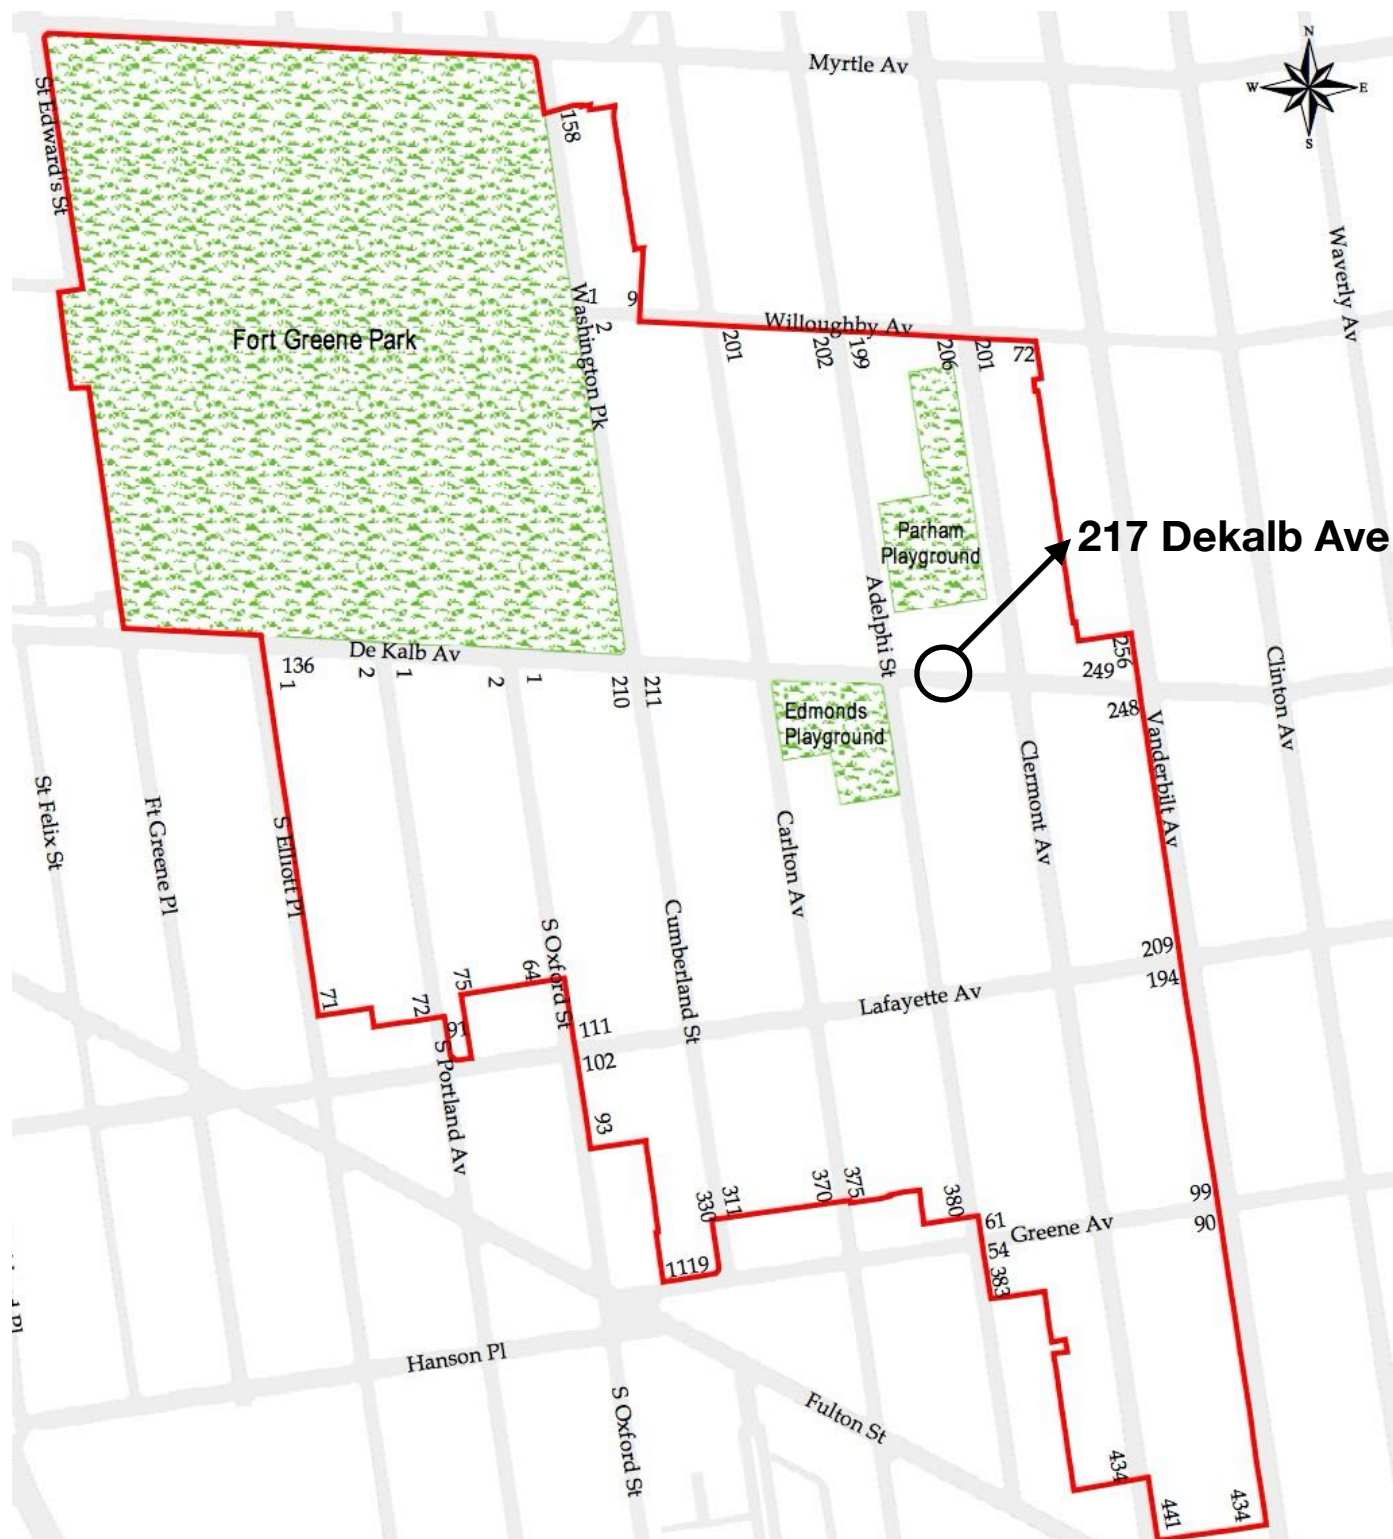 N
Myrtle Av
W
E
S
St Edward's St
158
Waverly Av
Fort Greene Park
Washington Pk
1
9
2
Willoughby Av
201
202
199
206
201
72
Parham
Playground
217 Dekalb Ave
Adelphi St
De Kalb Av
136
1
2
1
2
1
210
211
256
249
248
Clinton Av
Edmonds
Playground
Vanderbilt Av
Clermont Av
St Felix St
Ft Greene Pl
S Elliott Pl
Carlton Av
Cumberland St
S Oxford St
209
194
Lafayette Av
71
72
75
64
91
111
102
S Portland Av
93
330
311
370
375
380
61
Greene Av
99
90
54
383
1119
Hanson Pl
S Oxford St
Fulton St
434
441
434